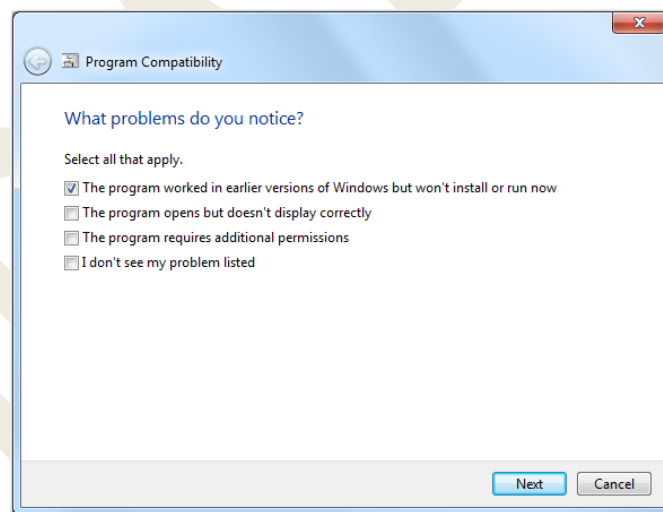 Program Compatibility
What problems do you notice?
Select all that apply.
The program worked in earlier versions of Windows but won't install or run now
The program opens but doesn't display correctly
The program requires additional permissions
I don't see my problem listed
Next Cancel